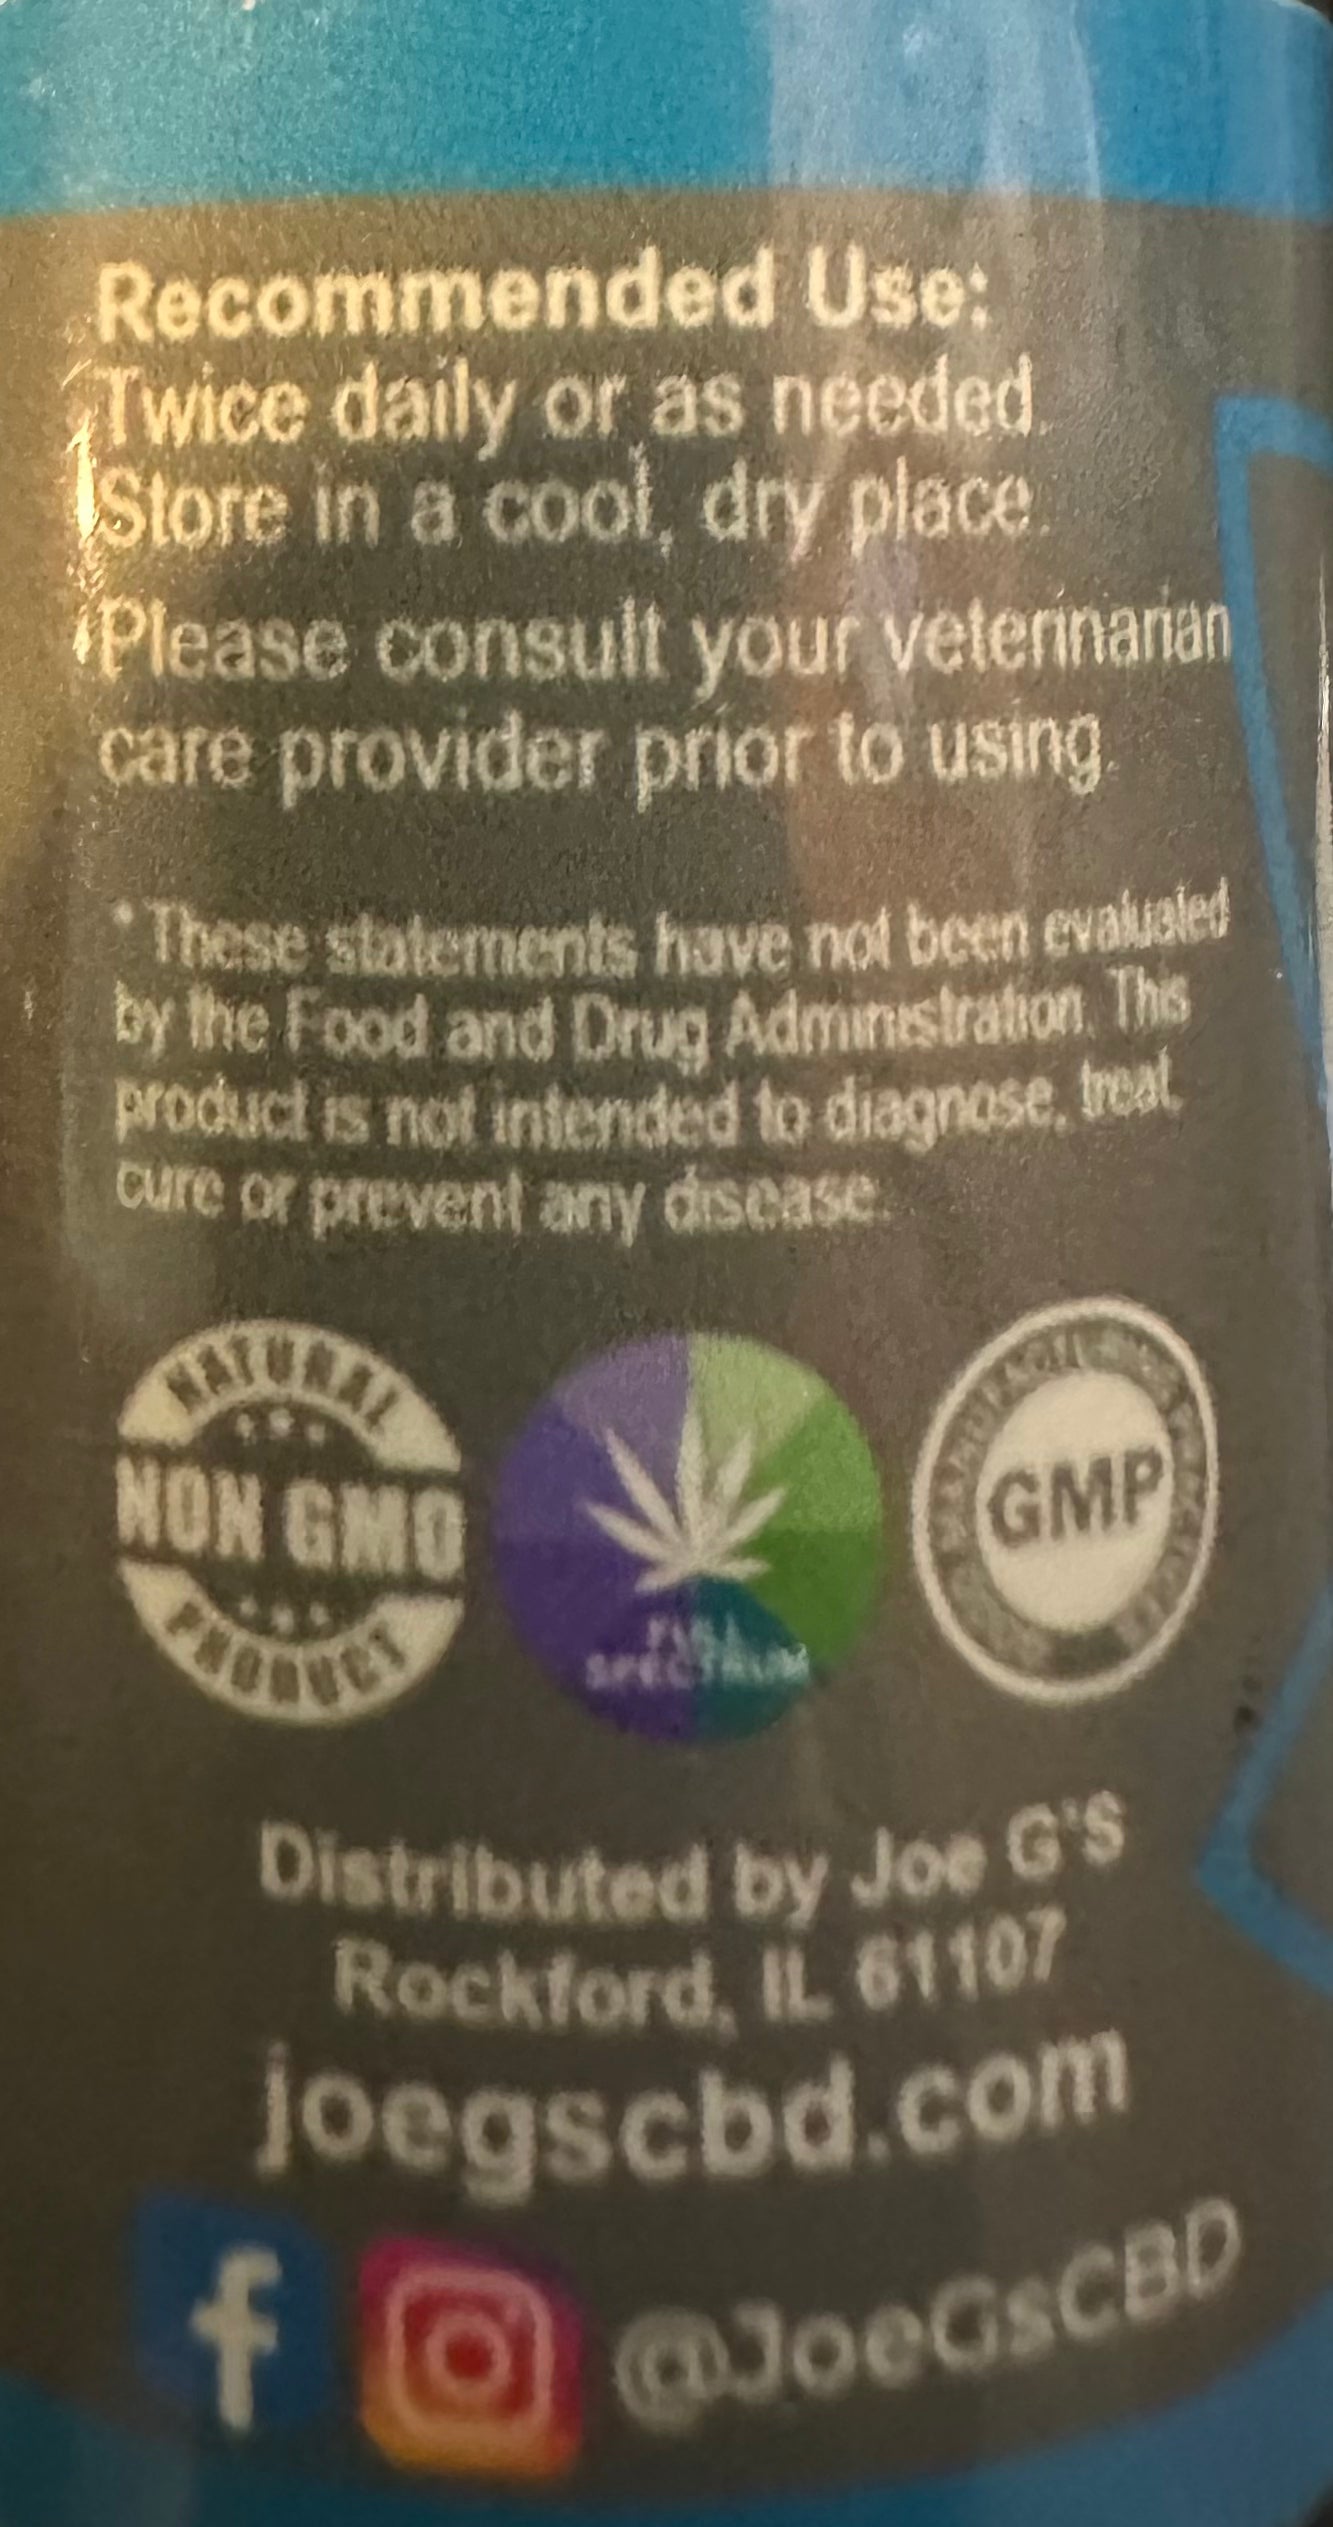 Recommended Use:
Twice daily or as needed.
Store in a cool, dry place.
Please consult your veterinarian
care provider prior to using.
* These statements have not been evaluated
by the Food and Drug Administration. This
product is not intended to diagnose, treat,
cure or prevent any disease.
NATURAL
NON GMO
PRODUCT
FULL
SPECTRUM
GMP
Distributed by Joe G'S
Rockford, IL 61107
joegscbd.com
@JoeGsCBD